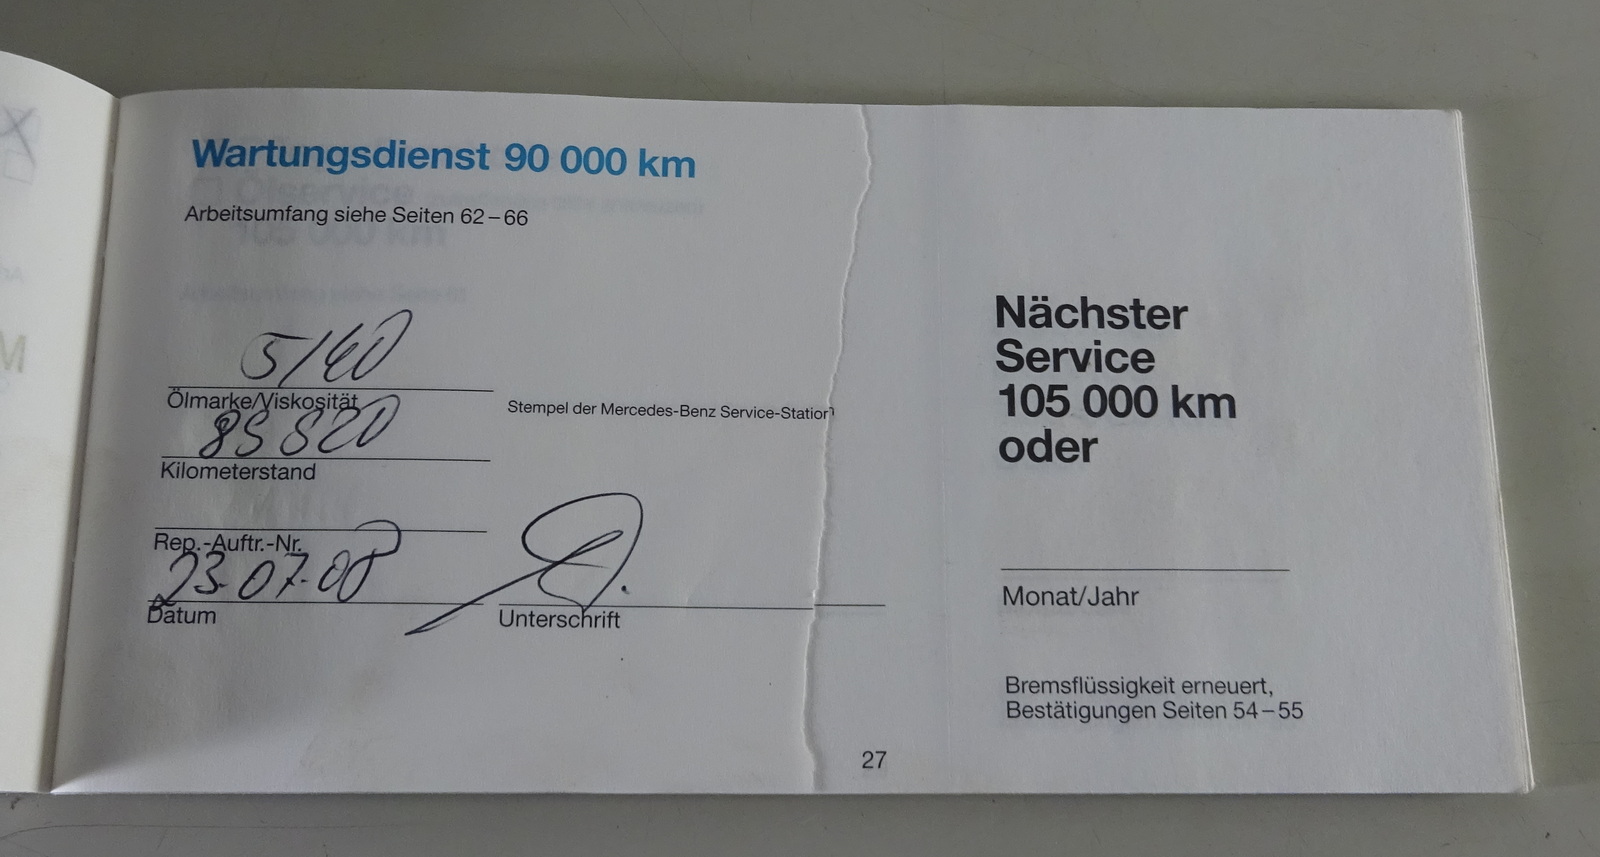 Wartungsdienst 90 000 km
Arbeitsumfang siehe Seiten 62–66
5/40
Ölmarke/Viskosität
Stempel der Mercedes-Benz Service-Station
89 820
Kilometerstand
Rep.-Auftr.-Nr.
23.07.08
Datum
Unterschrift
27
Nächster
Service
105 000 km
oder
Monat/Jahr
Bremsflüssigkeit erneuert,
Bestätigungen Seiten 54–55